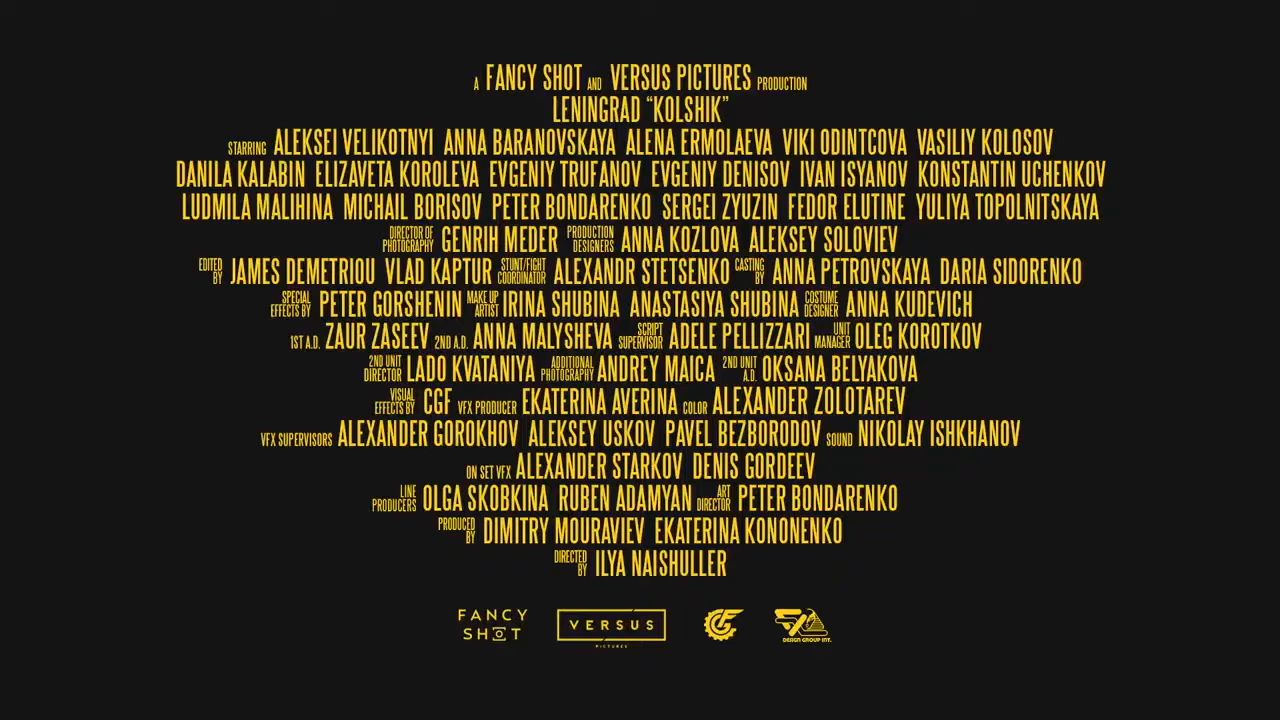 A FANCY SHOT AND VERSUS PICTURES PRODUCTION
LENINGRAD “KOLSHIK”
STARRING ALEKSEI VELIKOTNYI ANNA BARANOVSKAYA ALENA ERMOLAEVA VIKI ODINTCOVA VASILIY KOLOSOV
DANILA KALABIN ELIZAVETA KOROLEVA EVGENIY TRUFANOV EVGENIY DENISOV IVAN ISYANOV KONSTANTIN UCHENKOV
LUDMILA MALIHINA MICHAIL BORISOV PETER BONDARENKO SERGEI ZYUZIN FEDOR ELUTINE YULIYA TOPOLNITSKAYA
DIRECTOR OF PHOTOGRAPHY GENRIH MEDER PRODUCTION DESIGNERS ANNA KOZLOVA ALEKSEY SOLOVIEV
EDITED BY JAMES DEMETRIOU VLAD KAPTUR STUNT/FIGHT COORDINATOR ALEXANDR STETSENKO CASTING BY ANNA PETROVSKAYA DARIA SIDORENKO
SPECIAL EFFECTS BY PETER GORSHENIN MAKE UP ARTIST IRINA SHUBINA ANASTASIYA SHUBINA COSTUME DESIGNER ANNA KUDEVICH
1ST A.D. ZAUR ZASEEV 2ND A.D. ANNA MALYSHEVA SCRIPT SUPERVISOR ADELE PELLIZZARI UNIT MANAGER OLEG KOROTKOV
2ND UNIT DIRECTOR LADO KVATANIYA ADDITIONAL PHOTOGRAPHY ANDREY MAICA 2ND UNIT A.D. OKSANA BELYAKOVA
VISUAL EFFECTS BY CGF VFX PRODUCER EKATERINA AVERINA COLOR ALEXANDER ZOLOTAREV
VFX SUPERVISORS ALEXANDER GOROKHOV ALEKSEY USKOV PAVEL BEZBORODOV SOUND NIKOLAY ISHKHANOV
ON SET VFX ALEXANDER STARKOV DENIS GORDEEV
LINE PRODUCERS OLGA SKOBKINA RUBEN ADAMYAN ART DIRECTOR PETER BONDARENKO
PRODUCED BY DIMITRY MOURAVIEV EKATERINA KONONENKO
DIRECTED BY ILYA NAISHULLER
FANCY SHOT
VERSUS
PICTURES
CGF
SFX
DESIGN GROUP INT.